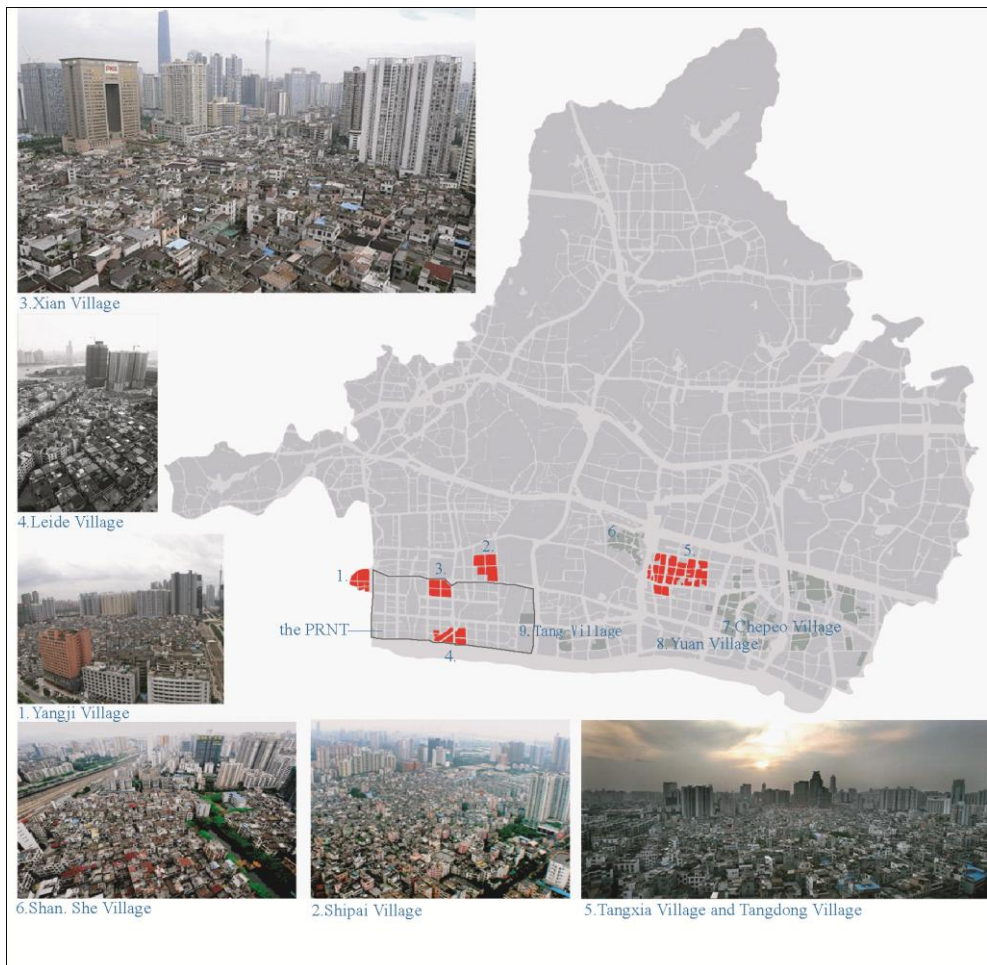 3.Xian Village
4.Leide Village
1.
2.
3.
6.
5.
the PRNT
4.
9.Tang Village
7.Chepeo Village
8.Yuan Village
1.Yangji Village
6.Shan. She Village
2.Shipai Village
5.Tangxia Village and Tangdong Village